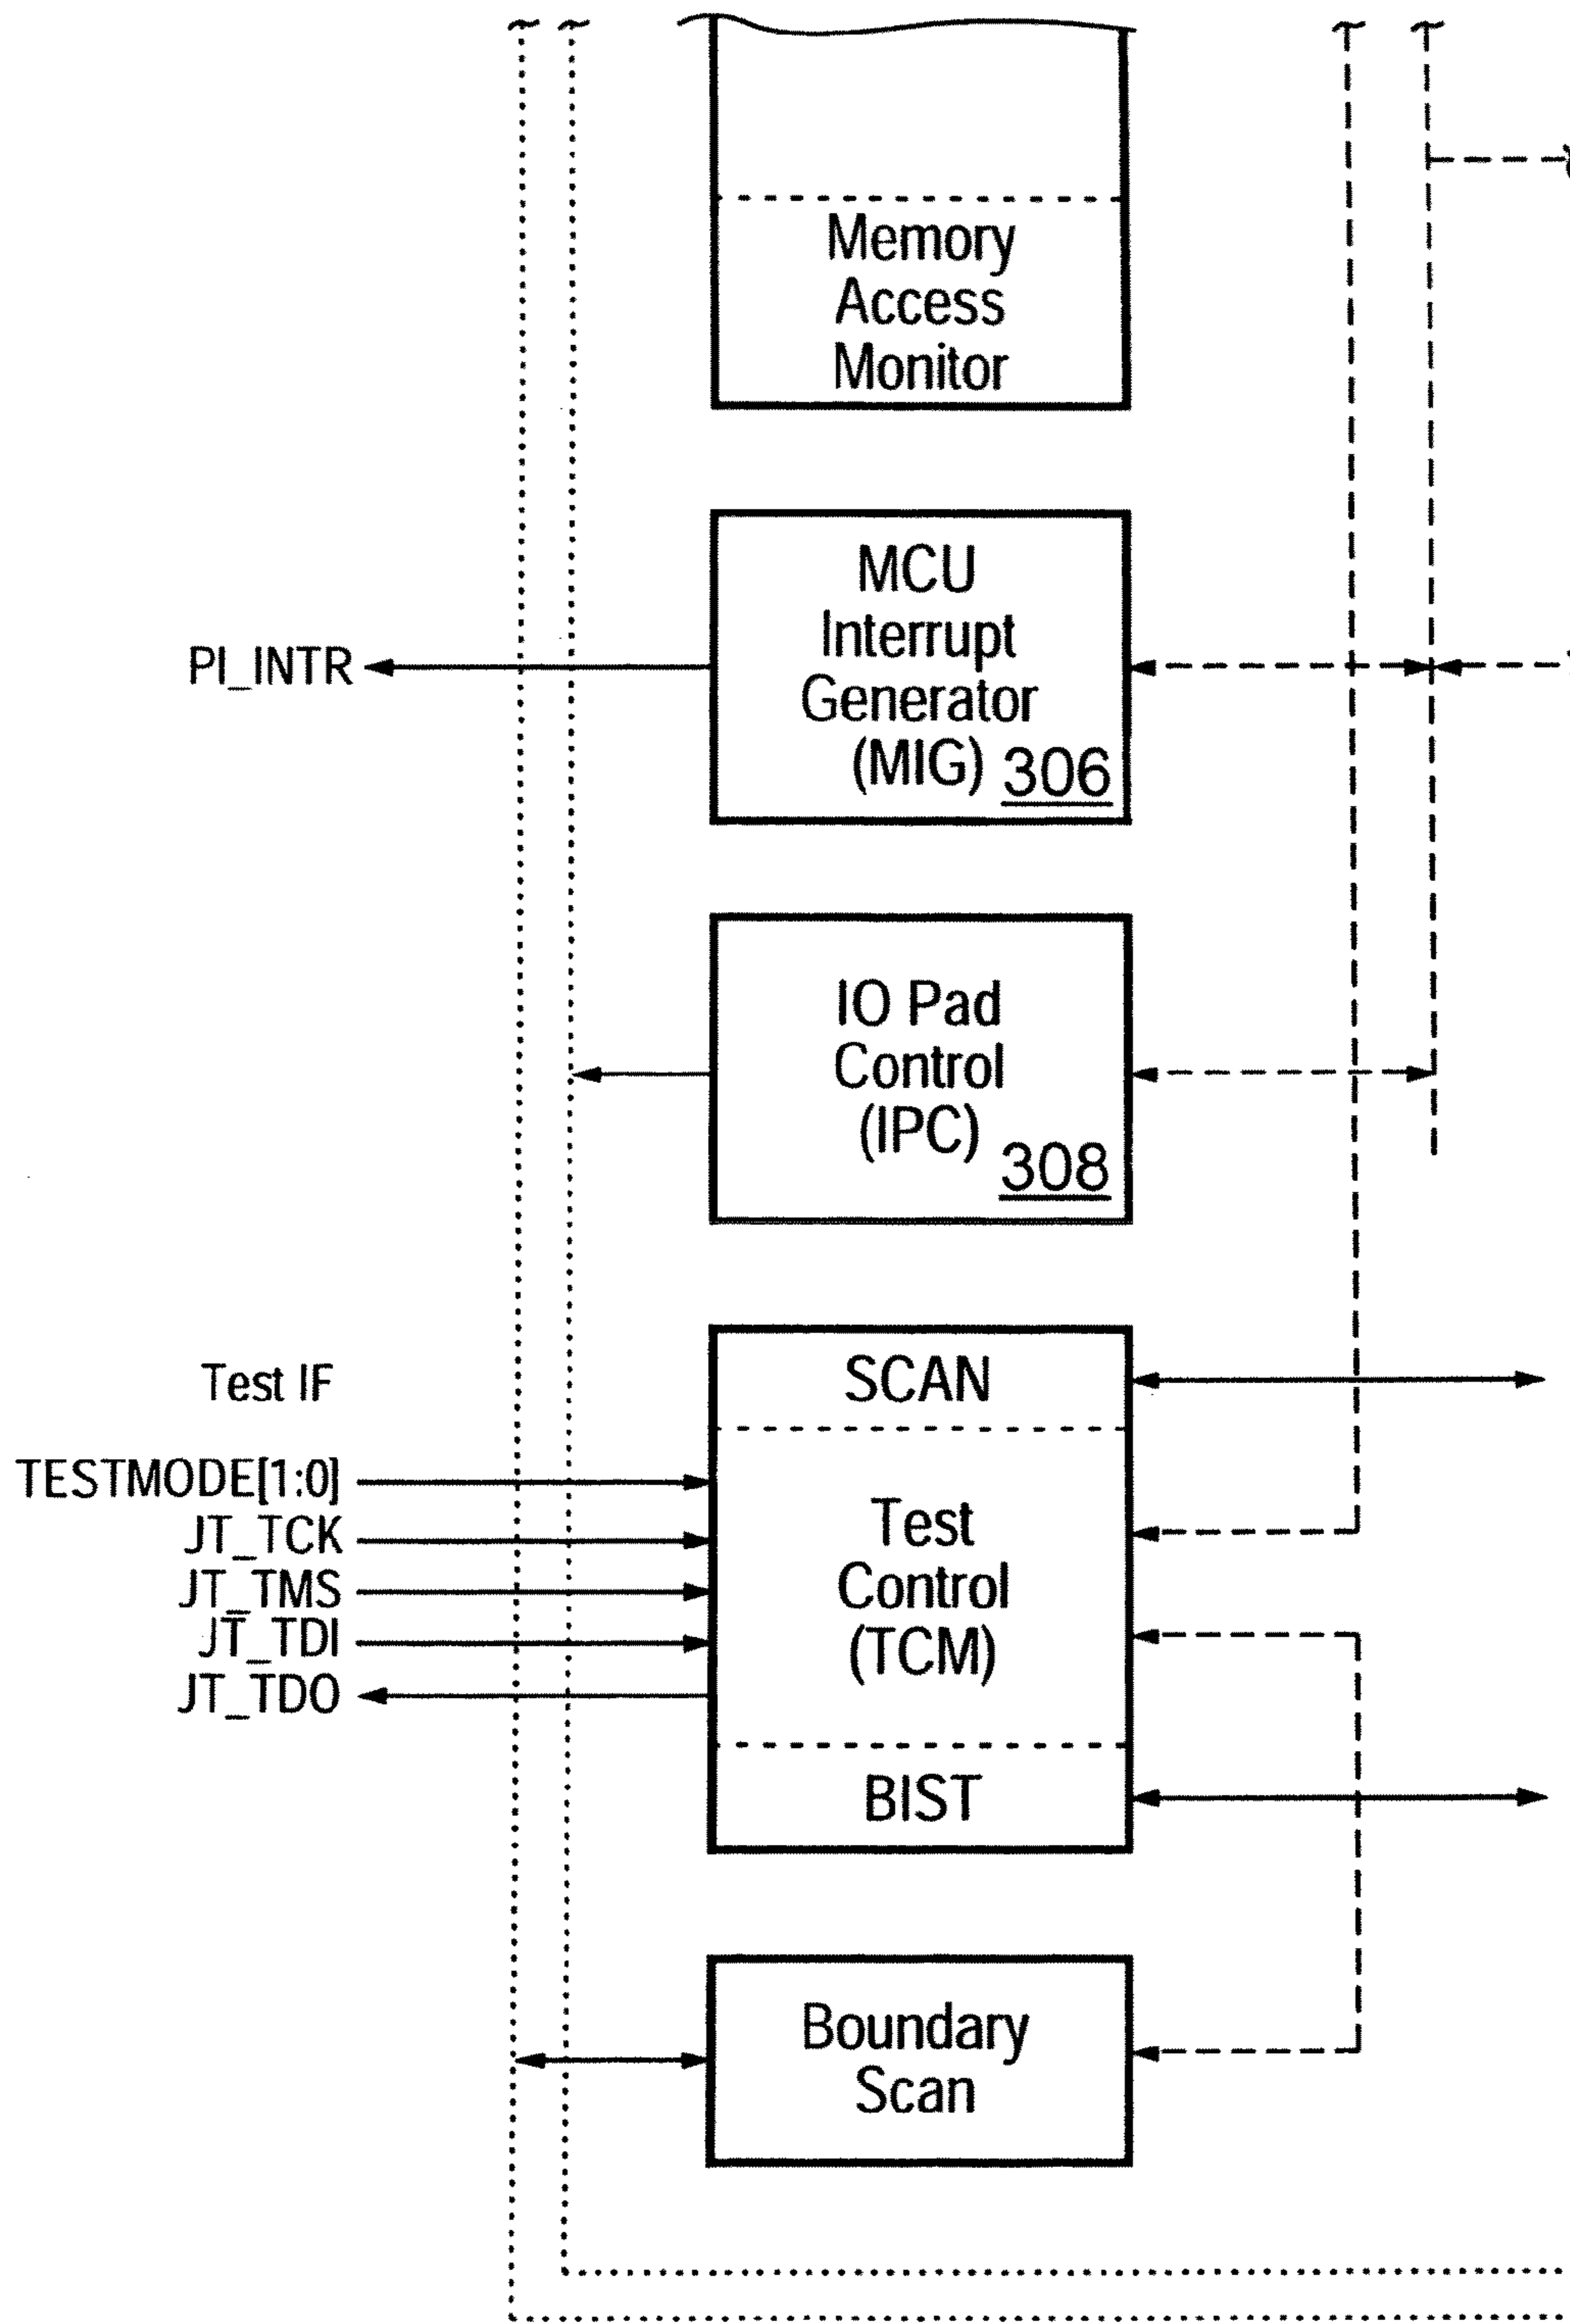 Memory
Access
Monitor
MCU
Interrupt
Generator
(MIG) 306
PI_INTR
IO Pad
Control
(IPC)
308
Test IF
TESTMODE[1:0]
JT_TCK
JT_TMS
JT_TDI
JT_TDO
SCAN
Test
Control
(TCM)
BIST
Boundary
Scan